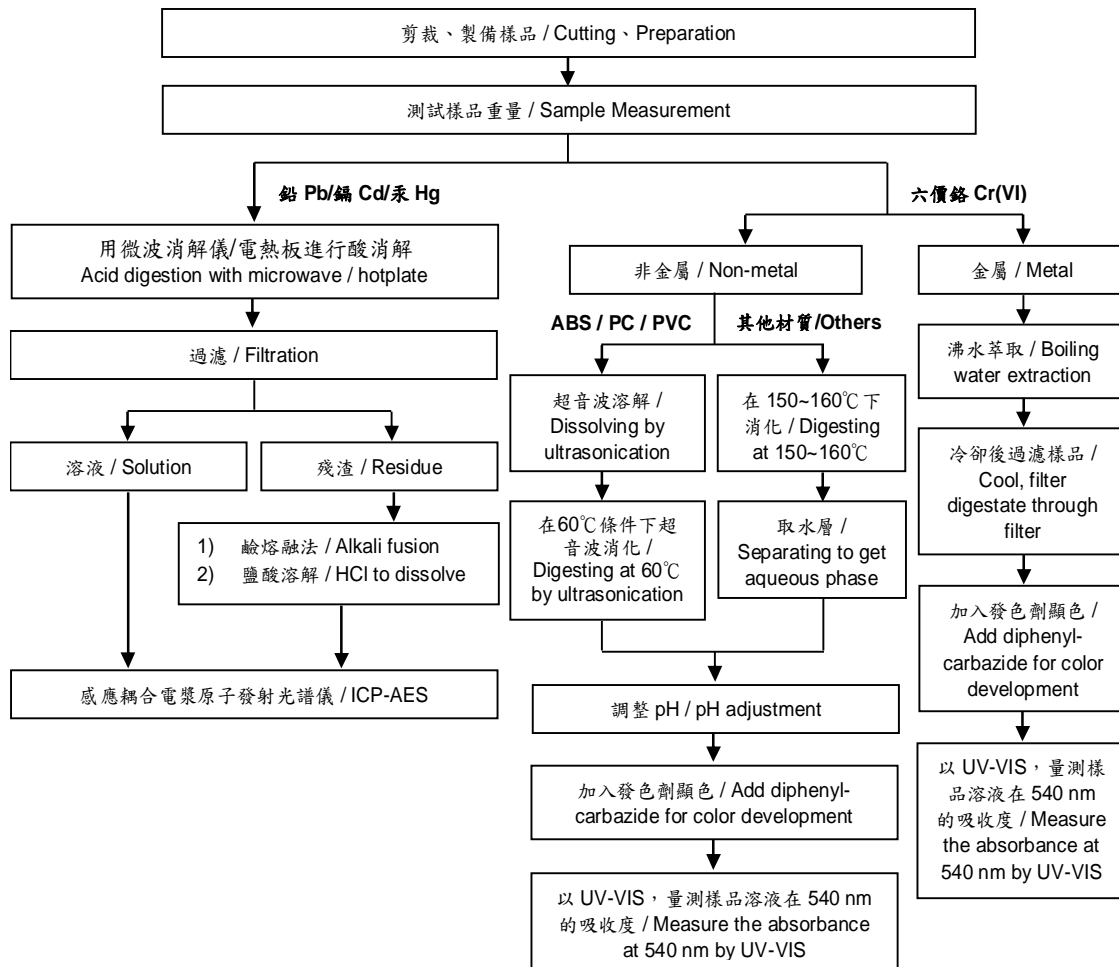 剪裁、製備樣品 / Cutting、Preparation
測試樣品重量 / Sample Measurement
鉛 Pb/鎘 Cd/汞 Hg
六價鉻 Cr(VI)
用微波消解儀/電熱板進行酸消解
Acid digestion with microwave / hotplate
過濾 / Filtration
溶液 / Solution
殘渣 / Residue
1) 鹼熔融法 / Alkali fusion
2) 鹽酸溶解 / HCl to dissolve
感應耦合電漿原子發射光譜儀 / ICP-AES
非金屬 / Non-metal
ABS / PC / PVC
其他材質/Others
超音波溶解 /
Dissolving by
ultrasonication
在60℃條件下超
音波消化 /
Digesting at 60℃
by ultrasonication
在 150~160℃下
消化 / Digesting
at 150~160℃
取水層 /
Separating to get
aqueous phase
調整 pH / pH adjustment
加入發色劑顯色 / Add diphenyl-
carbazide for color development
以 UV-VIS，量測樣品溶液在 540 nm
的吸收度 / Measure the absorbance
at 540 nm by UV-VIS
金屬 / Metal
沸水萃取 / Boiling
water extraction
冷卻後過濾樣品 /
Cool, filter
digestate through
filter
加入發色劑顯色 /
Add diphenyl-
carbazide for color
development
以 UV-VIS，量測樣
品溶液在 540 nm
的吸收度 / Measure
the absorbance at
540 nm by UV-VIS